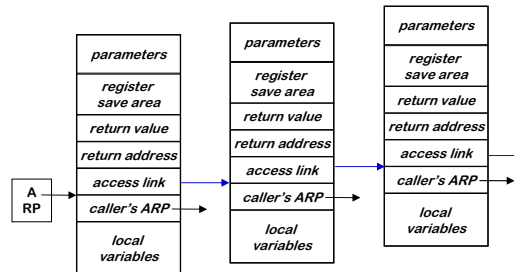 A
RP
parameters
register
save area
return value
return address
access link
caller's ARP
local
variables
parameters
register
save area
return value
return address
access link
caller's ARP
local
variables
parameters
register
save area
return value
return address
access link
caller's ARP
local
variables